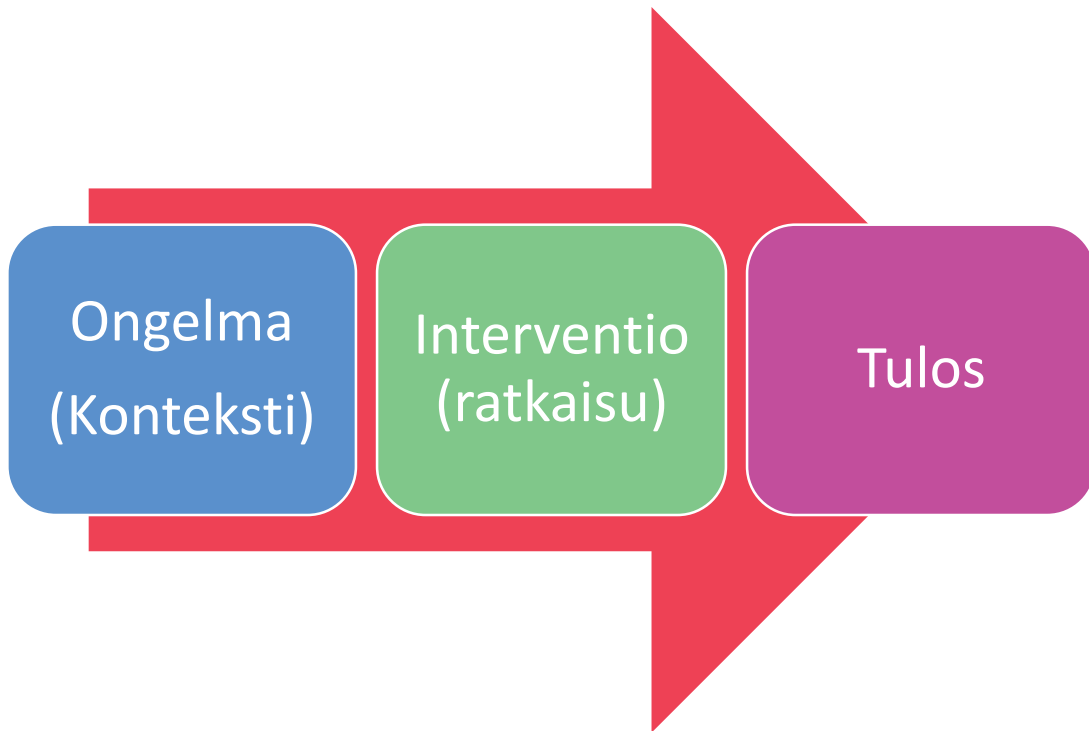 Ongelma
(Konteksti)
Interventio
(ratkaisu)
Tulos